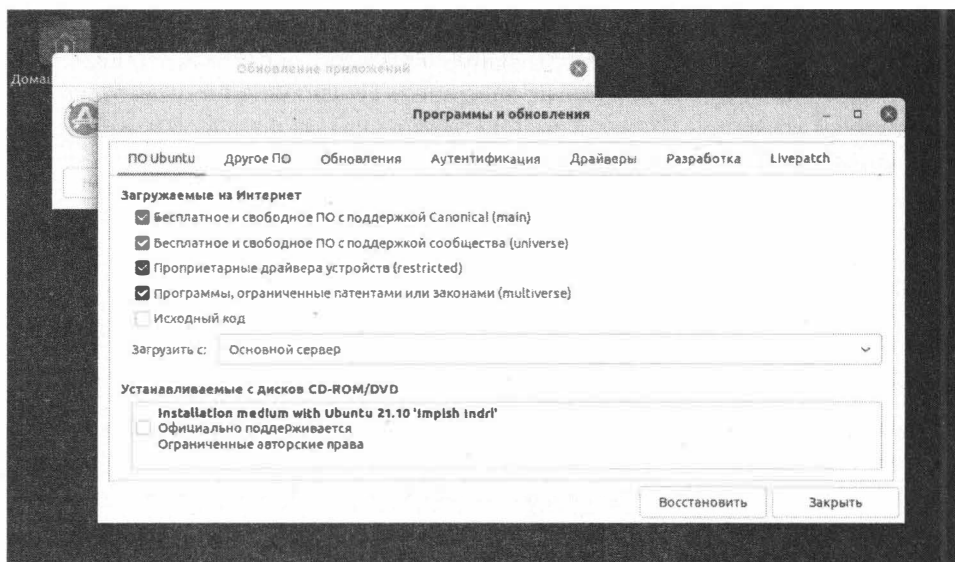 Обновление приложений
Программы и обновления
ПО Ubuntu Другое ПО Обновления Аутентификация Драйверы Разработка Livepatch
Загружаемые из Интернет
Бесплатное и свободное ПО с поддержкой Canonical (main)
Бесплатное и свободное ПО с поддержкой сообщества (universe)
Проприетарные драйвера устройств (restricted)
Программы, ограниченные патентами или законами (multiverse)
Исходный код
Загрузить с: Основной сервер
Устанавливаемые с дисков CD-ROM/DVD
Installation medium with Ubuntu 21.10 'Impish Indri'
Официально поддерживается
Ограниченные авторские права
Восстановить Закрыть